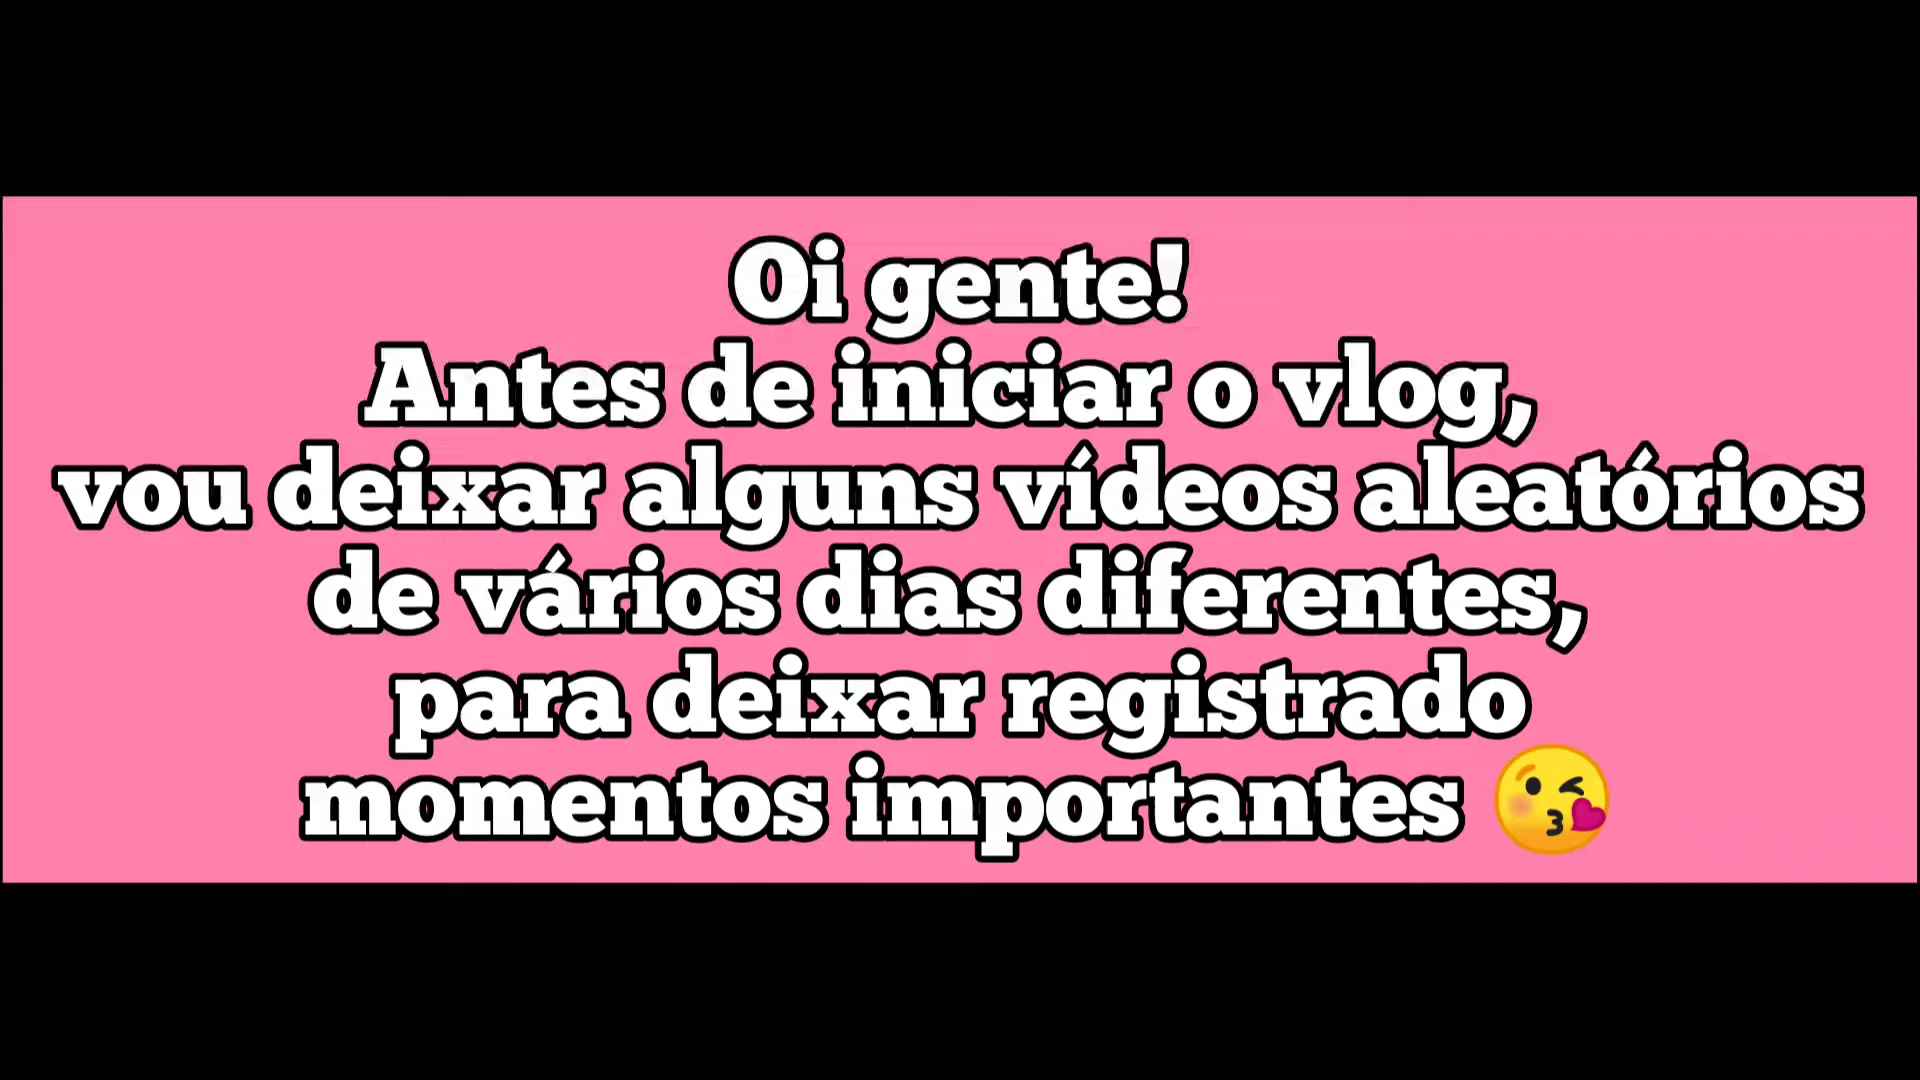 Oi gente!
Antes de iniciar o vlog,
vou deixar alguns vídeos aleatórios
de vários dias diferentes,
para deixar registrado
momentos importantes 😘